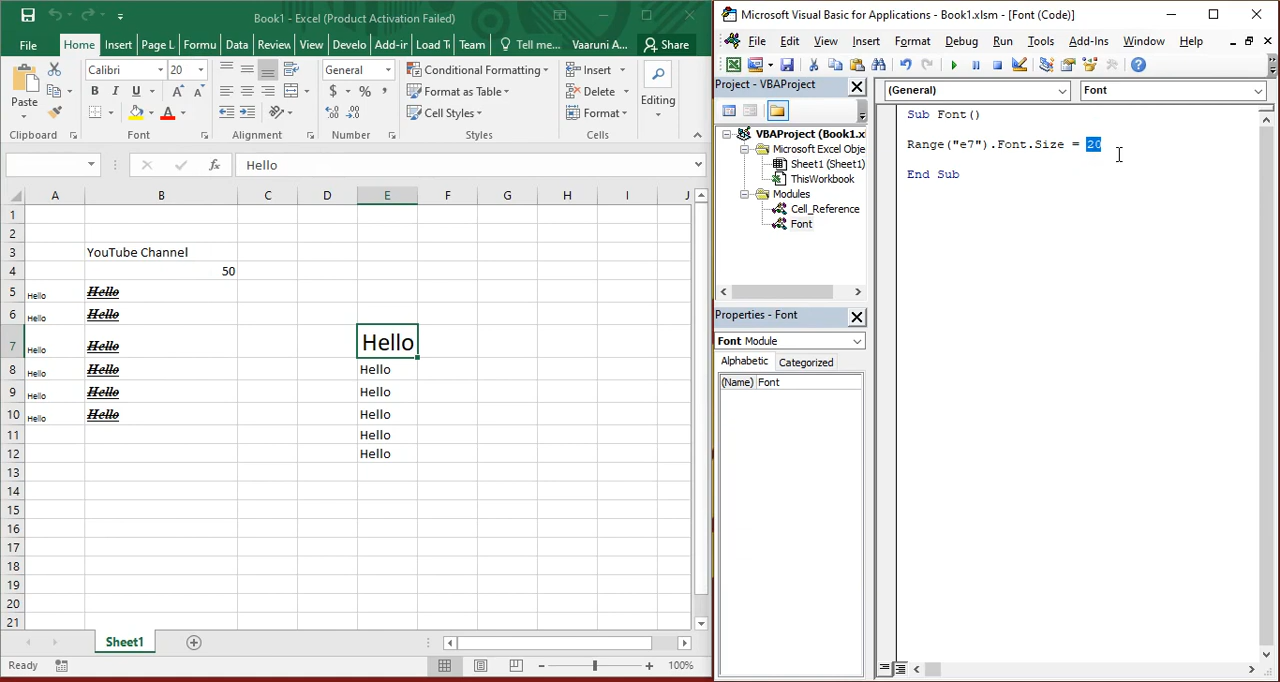 Book1 - Excel (Product Activation Failed)
File Home Insert Page L Formu Data Review View Develo Add-ir Load T Team Tell me... Vaaruni A... Share
Paste
Calibri 20 A A
B I U A
General
$ % ,
Conditional Formatting
Format as Table
Cell Styles
Insert
Delete
Format
Editing
Clipboard Font Alignment Number Styles Cells
fx Hello
A B C D E F G H I J
1
2
3 YouTube Channel
4 50
5 Hello Hello
6 Hello Hello
7 Hello Hello Hello
8 Hello Hello Hello
9 Hello Hello Hello
10 Hello Hello Hello
11 Hello
12 Hello
13
14
15
16
17
18
19
20
21
Sheet1
Ready 100%
Microsoft Visual Basic for Applications - Book1.xlsm - [Font (Code)]
File Edit View Insert Format Debug Run Tools Add-Ins Window Help
Project - VBAProject
VBAProject (Book1.x
Microsoft Excel Obje
Sheet1 (Sheet1)
ThisWorkbook
Modules
Cell_Reference
Font
Properties - Font
Font Module
Alphabetic Categorized
(Name) Font
(General) Font
Sub Font()
Range("e7").Font.Size = 20
End Sub